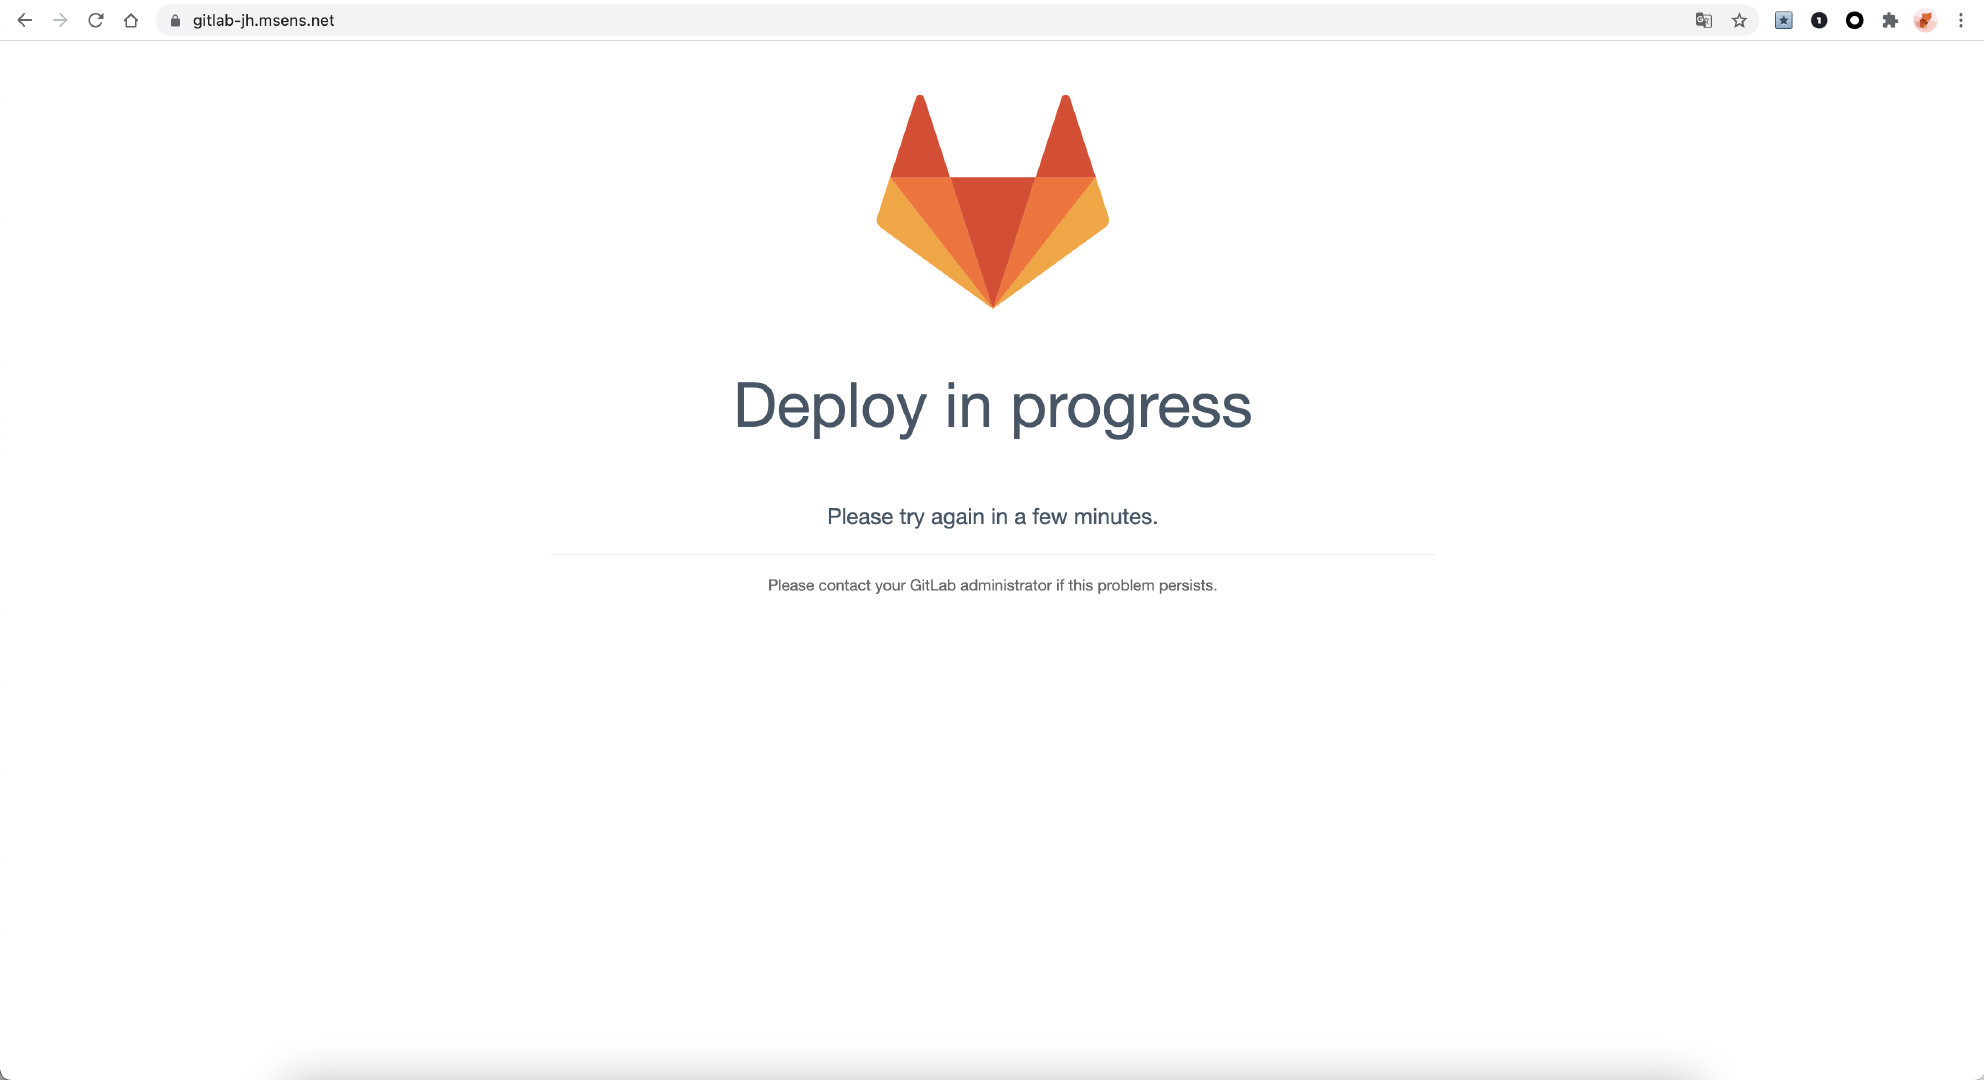 gitlab-jh.msens.net
Deploy in progress
Please try again in a few minutes.
Please contact your GitLab administrator if this problem persists.